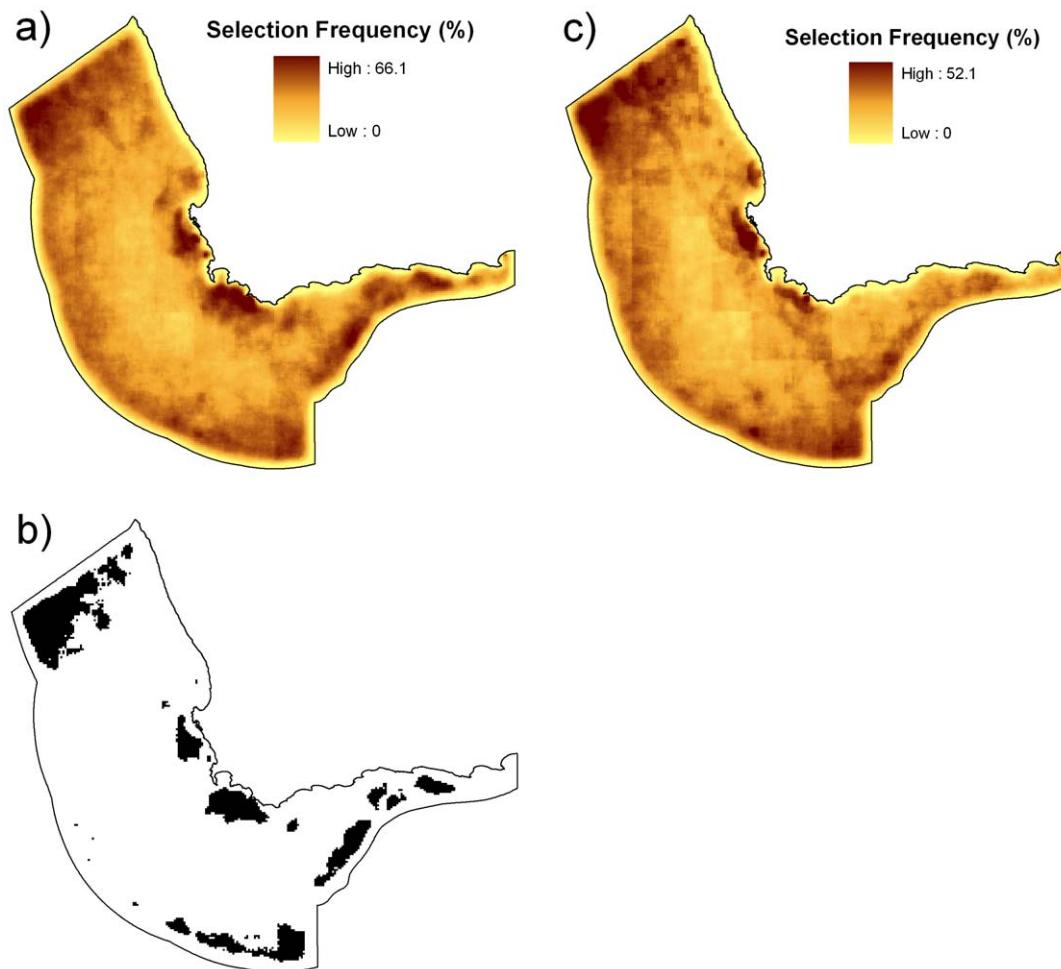 a)
Selection Frequency (%)
High : 66.1
Low : 0
c)
Selection Frequency (%)
High : 52.1
Low : 0
b)